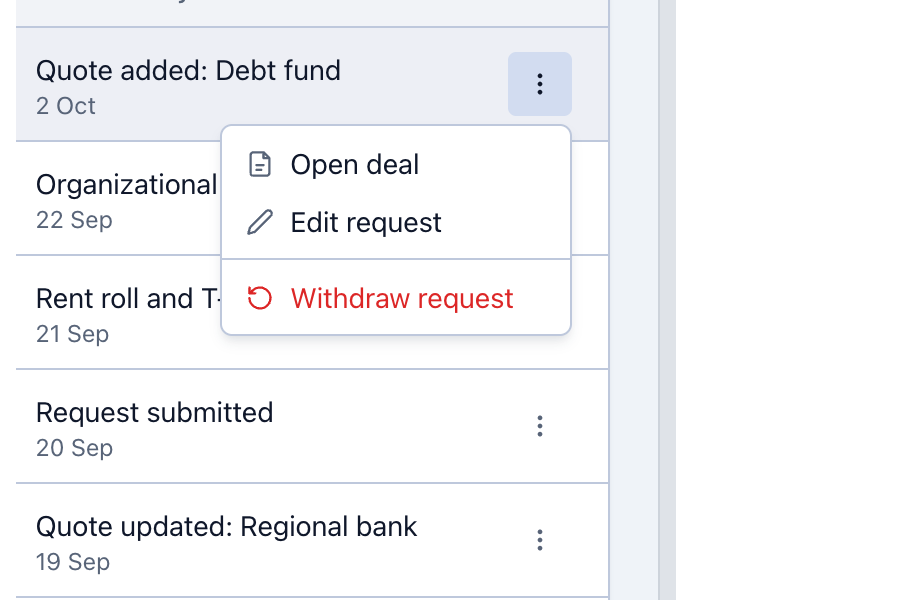 Quote added: Debt fund
2 Oct
Open deal
Edit request
Withdraw request
Organizational
22 Sep
Rent roll and
21 Sep
Request submitted
20 Sep
Quote updated: Regional bank
19 Sep